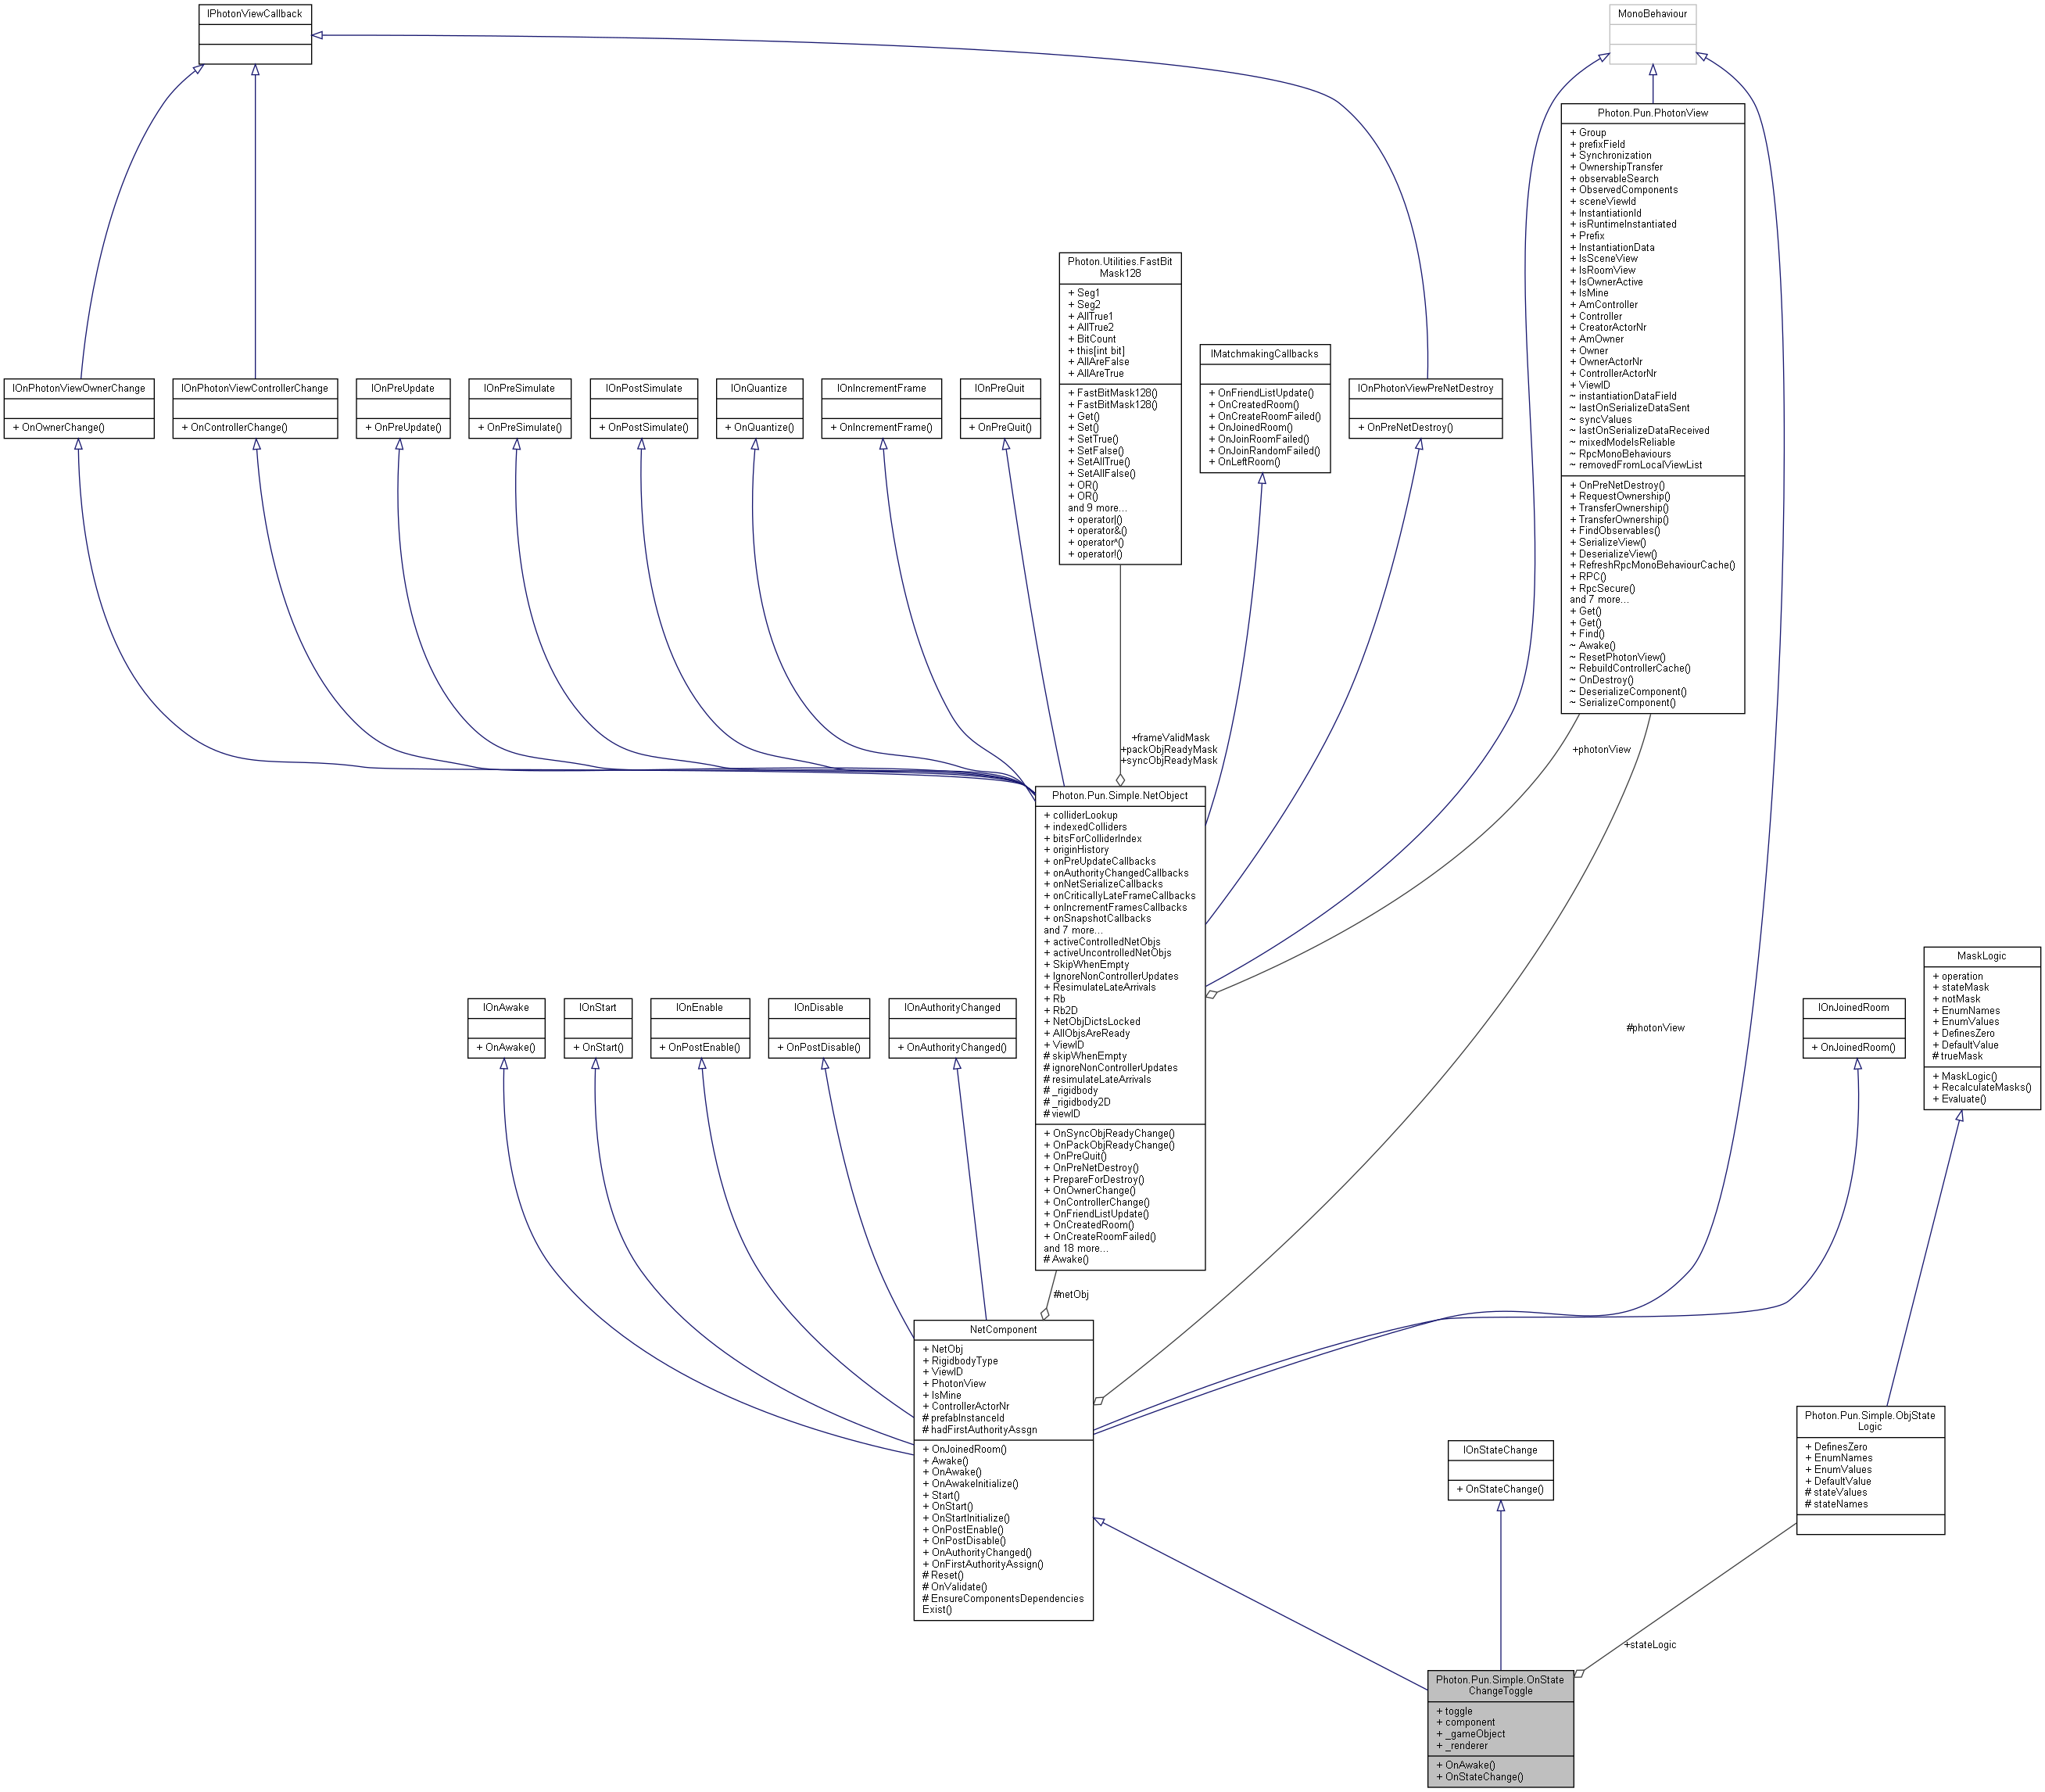 IPhotonViewCallback
MonoBehaviour
Photon.Pun.PhotonView
+ Group
+ prefixField
+ Synchronization
+ OwnershipTransfer
+ observableSearch
+ ObservedComponents
+ sceneViewId
+ InstantiationId
+ isRuntimeInstantiated
+ Prefix
+ InstantiationData
+ IsSceneView
+ IsRoomView
+ IsOwnerActive
+ IsMine
+ AmController
+ Controller
+ CreatorActorNr
+ AmOwner
+ Owner
+ OwnerActorNr
+ ControllerActorNr
+ ViewID
~ instantiationDataField
~ lastOnSerializeDataSent
~ syncValues
~ lastOnSerializeDataReceived
~ mixedModeIsReliable
~ RpcMonoBehaviours
~ removedFromLocalViewList
+ OnPreNetDestroy()
+ RequestOwnership()
+ TransferOwnership()
+ TransferOwnership()
+ FindObservables()
+ SerializeView()
+ DeserializeView()
+ RefreshRpcMonoBehaviourCache()
+ RPC()
+ RpcSecure()
and 7 more...
+ Get()
+ Get()
+ Find()
~ Awake()
~ ResetPhotonView()
~ RebuildControllerCache()
~ OnDestroy()
~ DeserializeComponent()
~ SerializeComponent()
Photon.Utilities.FastBit
Mask128
+ Seg1
+ Seg2
+ AllTrue1
+ AllTrue2
+ BitCount
+ this[int bit]
+ AllAreFalse
+ AllAreTrue
+ FastBitMask128()
+ FastBitMask128()
+ Get()
+ Set()
+ SetTrue()
+ SetFalse()
+ SetAllTrue()
+ SetAllFalse()
+ OR()
+ OR()
and 9 more...
+ operator|()
+ operator&()
+ operator^()
+ operator!()
IMatchmakingCallbacks
+ OnFriendListUpdate()
+ OnCreatedRoom()
+ OnCreateRoomFailed()
+ OnJoinedRoom()
+ OnJoinRoomFailed()
+ OnJoinRandomFailed()
+ OnLeftRoom()
IOnPhotonViewOwnerChange
+ OnOwnerChange()
IOnPhotonViewControllerChange
+ OnControllerChange()
IOnPreUpdate
+ OnPreUpdate()
IOnPreSimulate
+ OnPreSimulate()
IOnPostSimulate
+ OnPostSimulate()
IOnQuantize
+ OnQuantize()
IOnIncrementFrame
+ OnIncrementFrame()
IOnPreQuit
+ OnPreQuit()
IOnPhotonViewPreNetDestroy
+ OnPreNetDestroy()
+frameValidMask
+packObjReadyMask
+syncObjReadyMask
+photonView
Photon.Pun.Simple.NetObject
+ colliderLookup
+ indexedColliders
+ bitsForColliderIndex
+ originHistory
+ onPreUpdateCallbacks
+ onAuthorityChangedCallbacks
+ onNetSerializeCallbacks
+ onCriticallyLateFrameCallbacks
+ onIncrementFramesCallbacks
+ onSnapshotCallbacks
and 7 more...
+ activeControlledNetObjs
+ activeUncontrolledNetObjs
+ SkipWhenEmpty
+ IgnoreNonControllerUpdates
+ ResimulateLateArrivals
+ Rb
+ Rb2D
+ NetObjDictsLocked
+ AllObjsAreReady
+ ViewID
# skipWhenEmpty
# ignoreNonControllerUpdates
# resimulateLateArrivals
# _rigidbody
# _rigidbody2D
# viewID
+ OnSyncObjReadyChange()
+ OnPackObjReadyChange()
+ OnPreQuit()
+ OnPreNetDestroy()
+ PrepareForDestroy()
+ OnOwnerChange()
+ OnControllerChange()
+ OnFriendListUpdate()
+ OnCreatedRoom()
+ OnCreateRoomFailed()
and 18 more...
# Awake()
#photonView
MaskLogic
+ operation
+ stateMask
+ notMask
+ EnumNames
+ EnumValues
+ DefinesZero
+ DefaultValue
# trueMask
+ MaskLogic()
+ RecalculateMasks()
+ Evaluate()
IOnAwake
+ OnAwake()
IOnStart
+ OnStart()
IOnEnable
+ OnPostEnable()
IOnDisable
+ OnPostDisable()
IOnAuthorityChanged
+ OnAuthorityChanged()
IOnJoinedRoom
+ OnJoinedRoom()
#netObj
NetComponent
+ NetObj
+ RigidbodyType
+ ViewID
+ PhotonView
+ IsMine
+ ControllerActorNr
# prefabInstanceId
# hadFirstAuthorityAssgn
+ OnJoinedRoom()
+ Awake()
+ OnAwake()
+ OnAwakeInitialize()
+ Start()
+ OnStart()
+ OnStartInitialize()
+ OnPostEnable()
+ OnPostDisable()
+ OnAuthorityChanged()
+ OnFirstAuthorityAssign()
# Reset()
# OnValidate()
# EnsureComponentsDependencies
Exist()
IOnStateChange
+ OnStateChange()
Photon.Pun.Simple.ObjState
Logic
+ DefinesZero
+ EnumNames
+ EnumValues
+ DefaultValue
# stateValues
# stateNames
+stateLogic
Photon.Pun.Simple.OnState
ChangeToggle
+ toggle
+ component
+ _gameObject
+ _renderer
+ OnAwake()
+ OnStateChange()